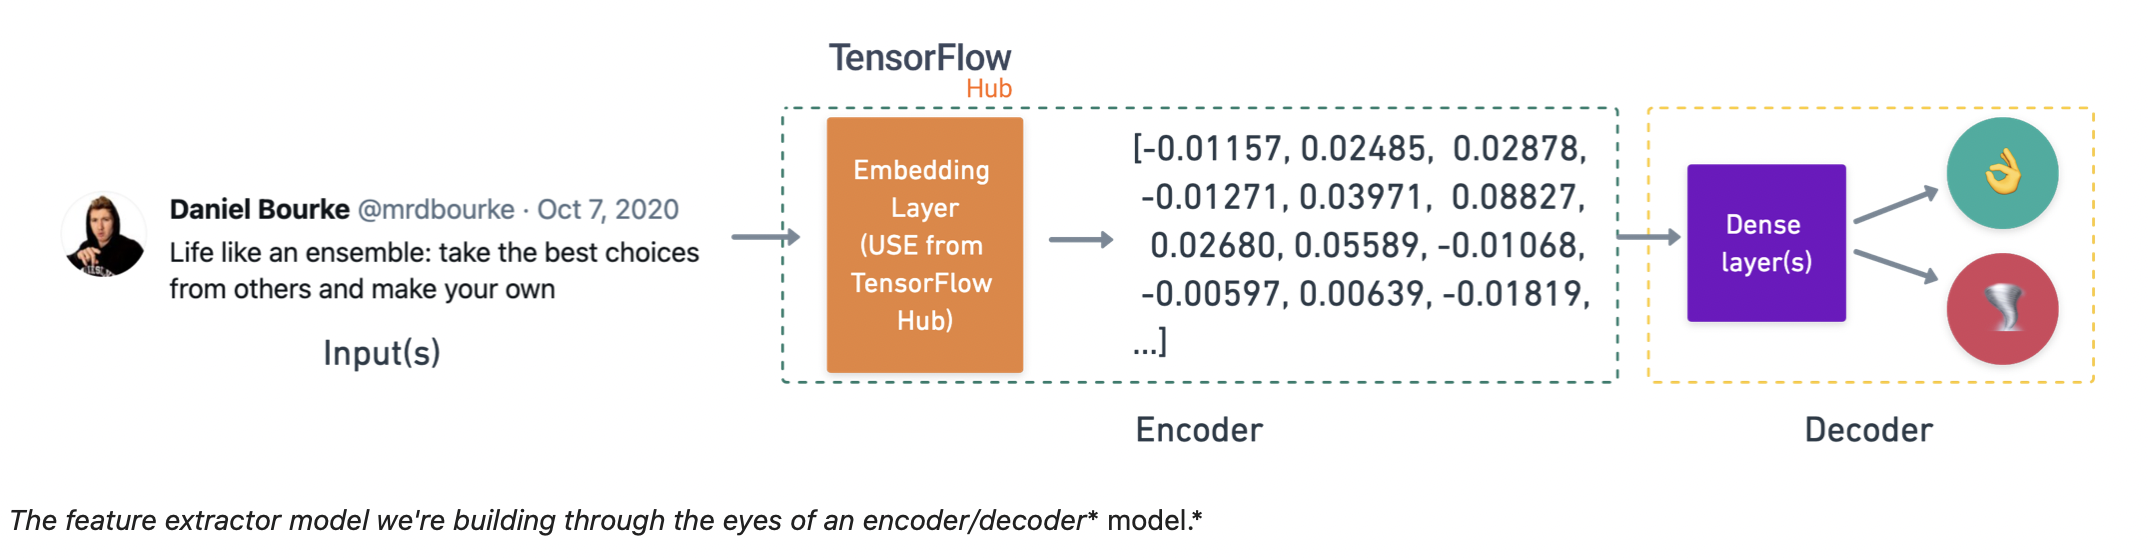 TensorFlow
Hub
Daniel Bourke @mrdbourke · Oct 7, 2020
Life like an ensemble: take the best choices
from others and make your own
Input(s)
Embedding
Layer
(USE from
TensorFlow
Hub)
[-0.01157, 0.02485, 0.02878,
-0.01271, 0.03971, 0.08827,
0.02680, 0.05589, -0.01068,
-0.00597, 0.00639, -0.01819,
...]
Encoder
Dense
layer(s)
Decoder
The feature extractor model we're building through the eyes of an encoder/decoder* model.*